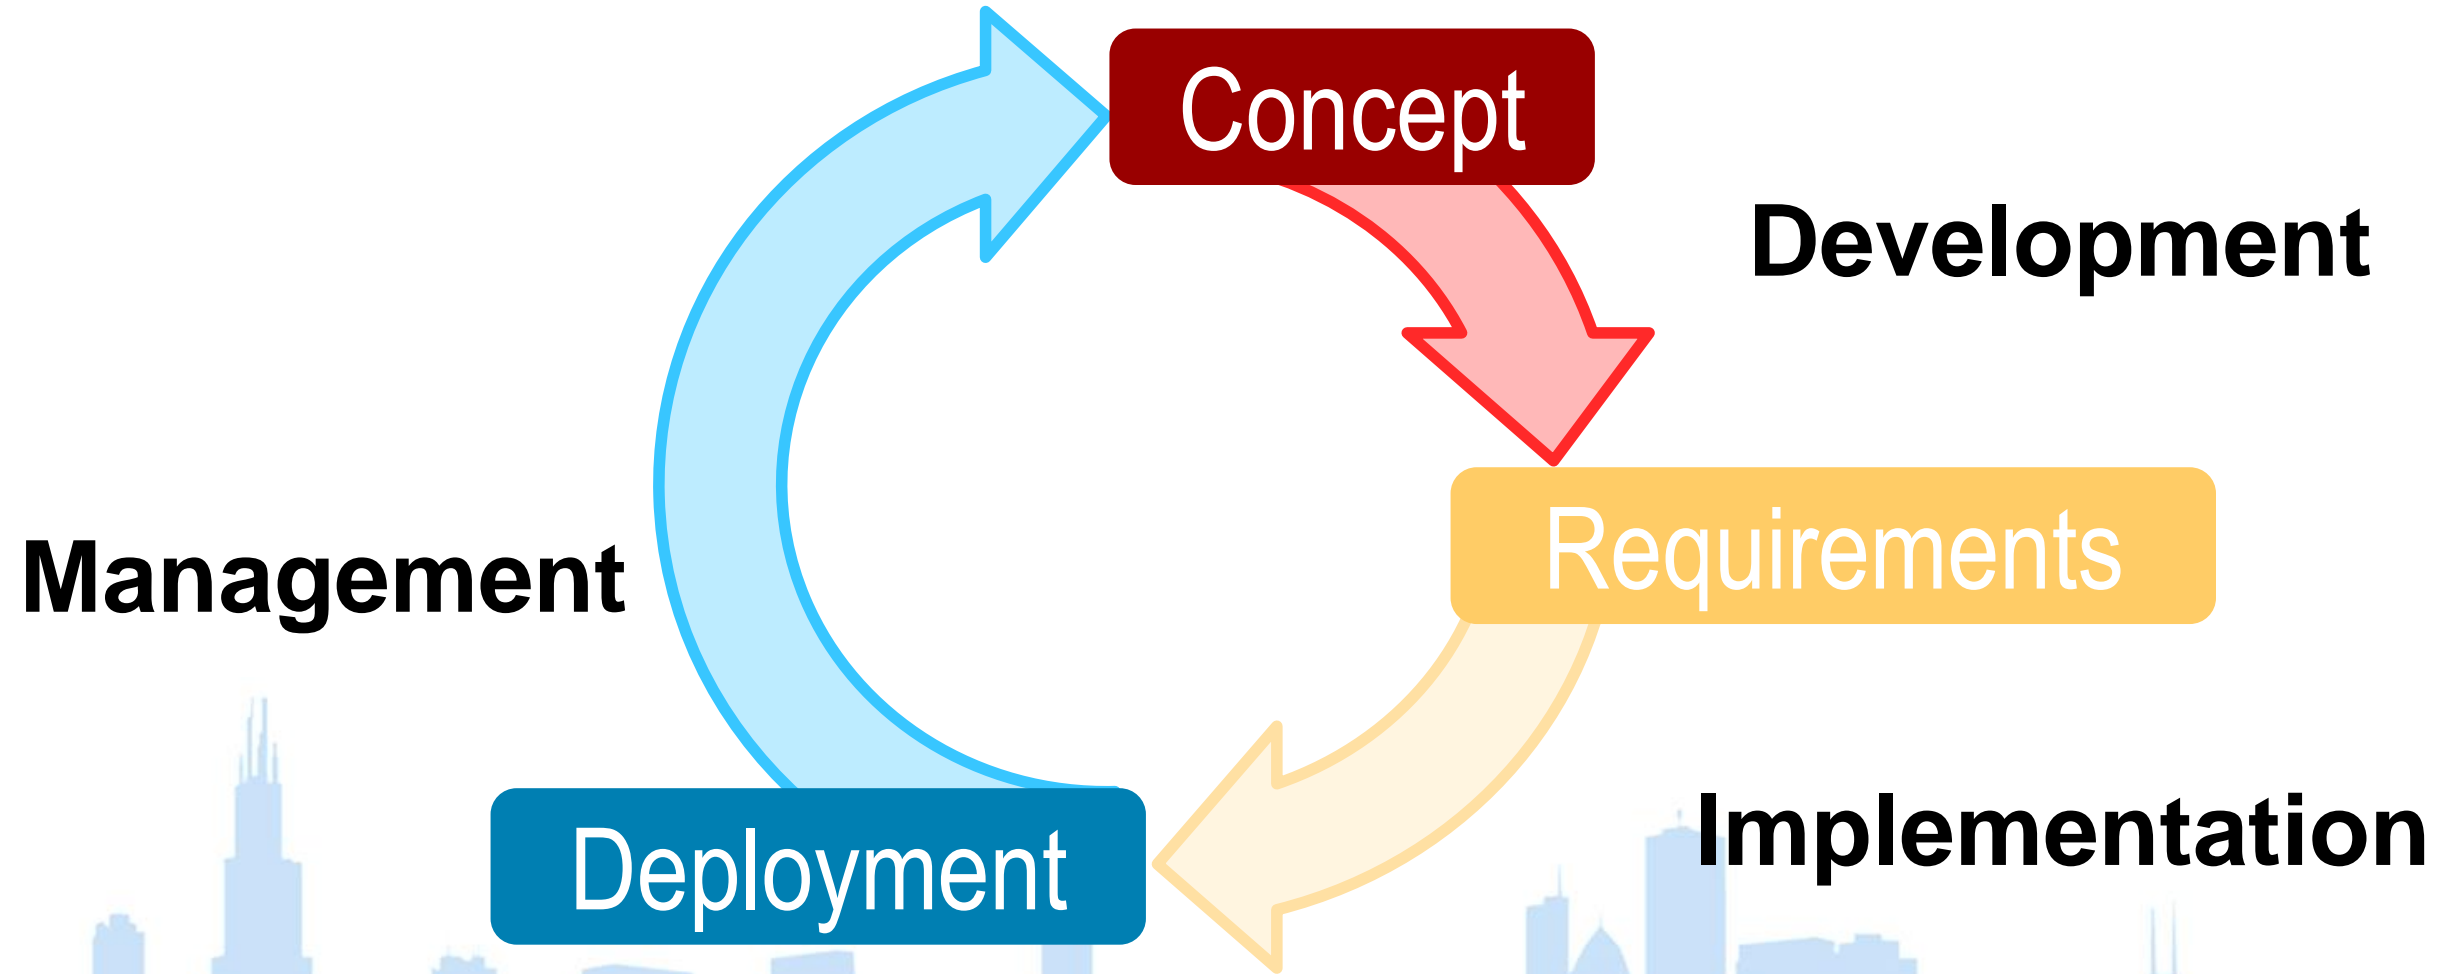 Concept
Development
Requirements
Management
Implementation
Deployment